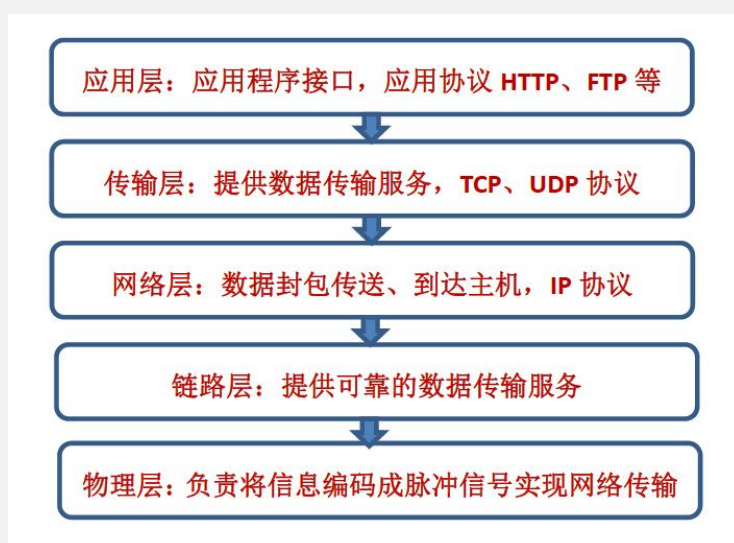 应用层：应用程序接口，应用协议 HTTP、FTP 等
传输层：提供数据传输服务，TCP、UDP 协议
网络层：数据封包传送、到达主机，IP 协议
链路层：提供可靠的数据传输服务
物理层：负责将信息编码成脉冲信号实现网络传输